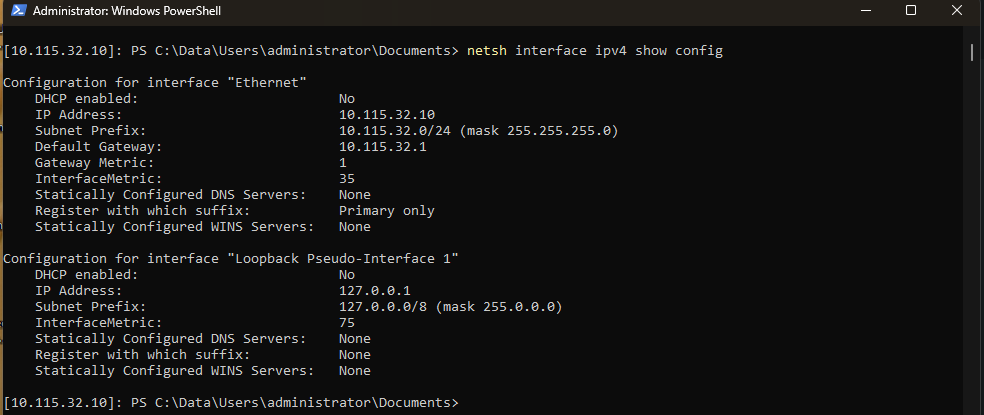 Administrator: Windows PowerShell
[10.115.32.10]: PS C:\Data\Users\administrator\Documents> netsh interface ipv4 show config
Configuration for interface "Ethernet"
DHCP enabled: No
IP Address: 10.115.32.10
Subnet Prefix: 10.115.32.0/24 (mask 255.255.255.0)
Default Gateway: 10.115.32.1
Gateway Metric: 1
InterfaceMetric: 35
Statically Configured DNS Servers: None
Register with which suffix: Primary only
Statically Configured WINS Servers: None
Configuration for interface "Loopback Pseudo-Interface 1"
DHCP enabled: No
IP Address: 127.0.0.1
Subnet Prefix: 127.0.0.0/8 (mask 255.0.0.0)
InterfaceMetric: 75
Statically Configured DNS Servers: None
Register with which suffix: None
Statically Configured WINS Servers: None
[10.115.32.10]: PS C:\Data\Users\administrator\Documents>